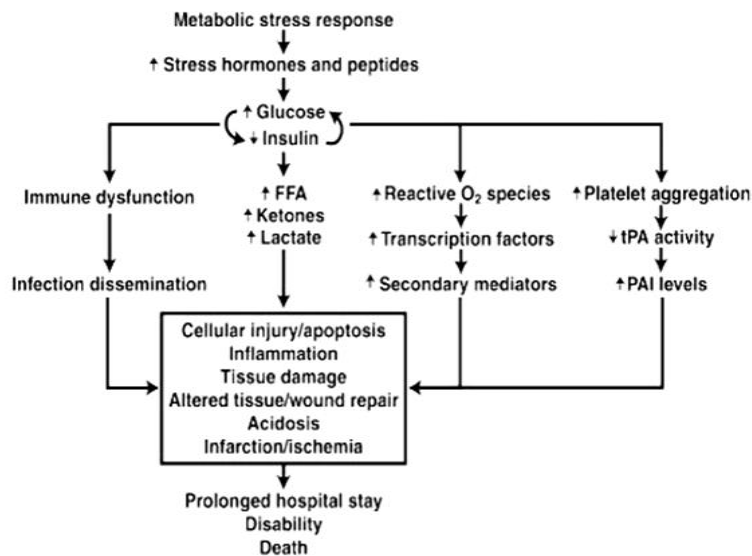 Metabolic stress response
↑ Stress hormones and peptides
↑ Glucose
↓ Insulin
Immune dysfunction
Infection dissemination
↑ FFA
↑ Ketones
↑ Lactate
↑ Reactive O₂ species
↑ Transcription factors
↑ Secondary mediators
↑ Platelet aggregation
↓ tPA activity
↑ PAI levels
Cellular injury/apoptosis
Inflammation
Tissue damage
Altered tissue/wound repair
Acidosis
Infarction/ischemia
Prolonged hospital stay
Disability
Death